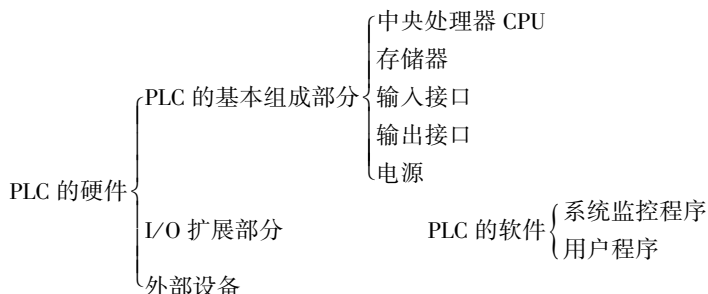 中央处理器 CPU
存储器
PLC 的基本组成部分
输入接口
输出接口
电源
PLC 的硬件
系统监控程序
I/O 扩展部分
PLC 的软件
用户程序
外部设备